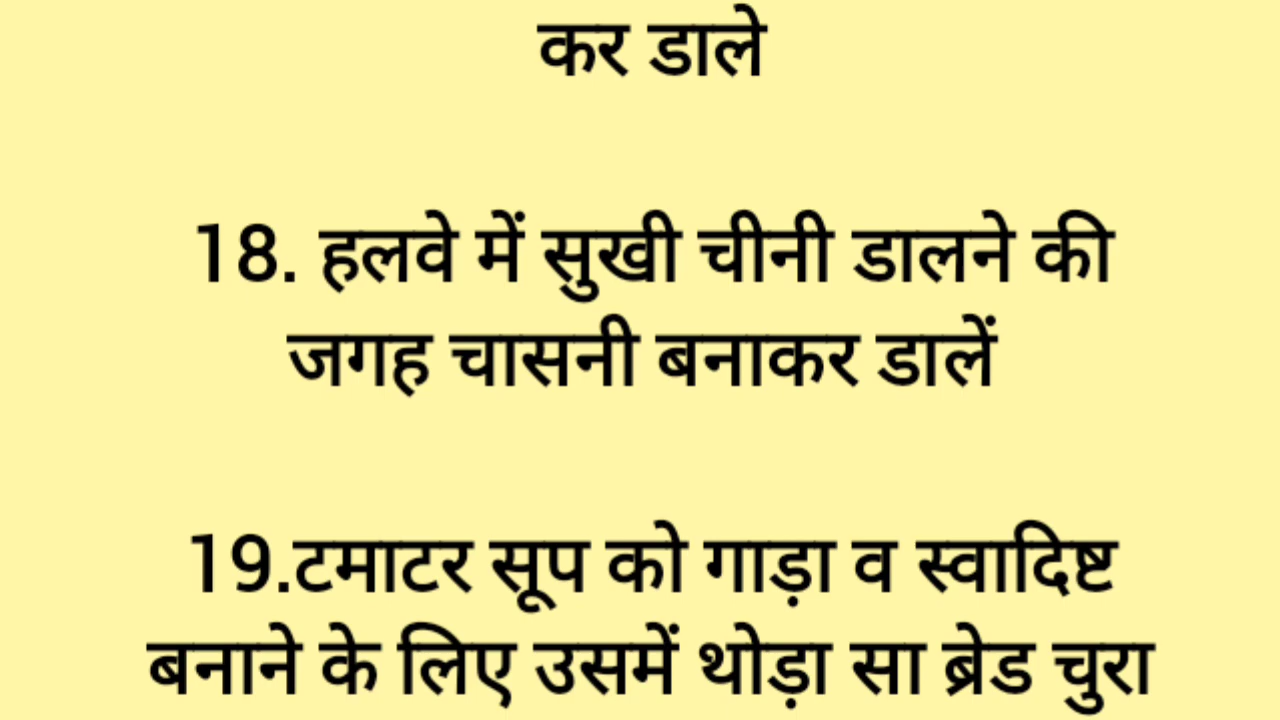 कर डाले
18. हलवे में सुखी चीनी डालने की
जगह चासनी बनाकर डालें
19.टमाटर सूप को गाड़ा व स्वादिष्ट
बनाने के लिए उसमें थोड़ा सा ब्रेड चुरा